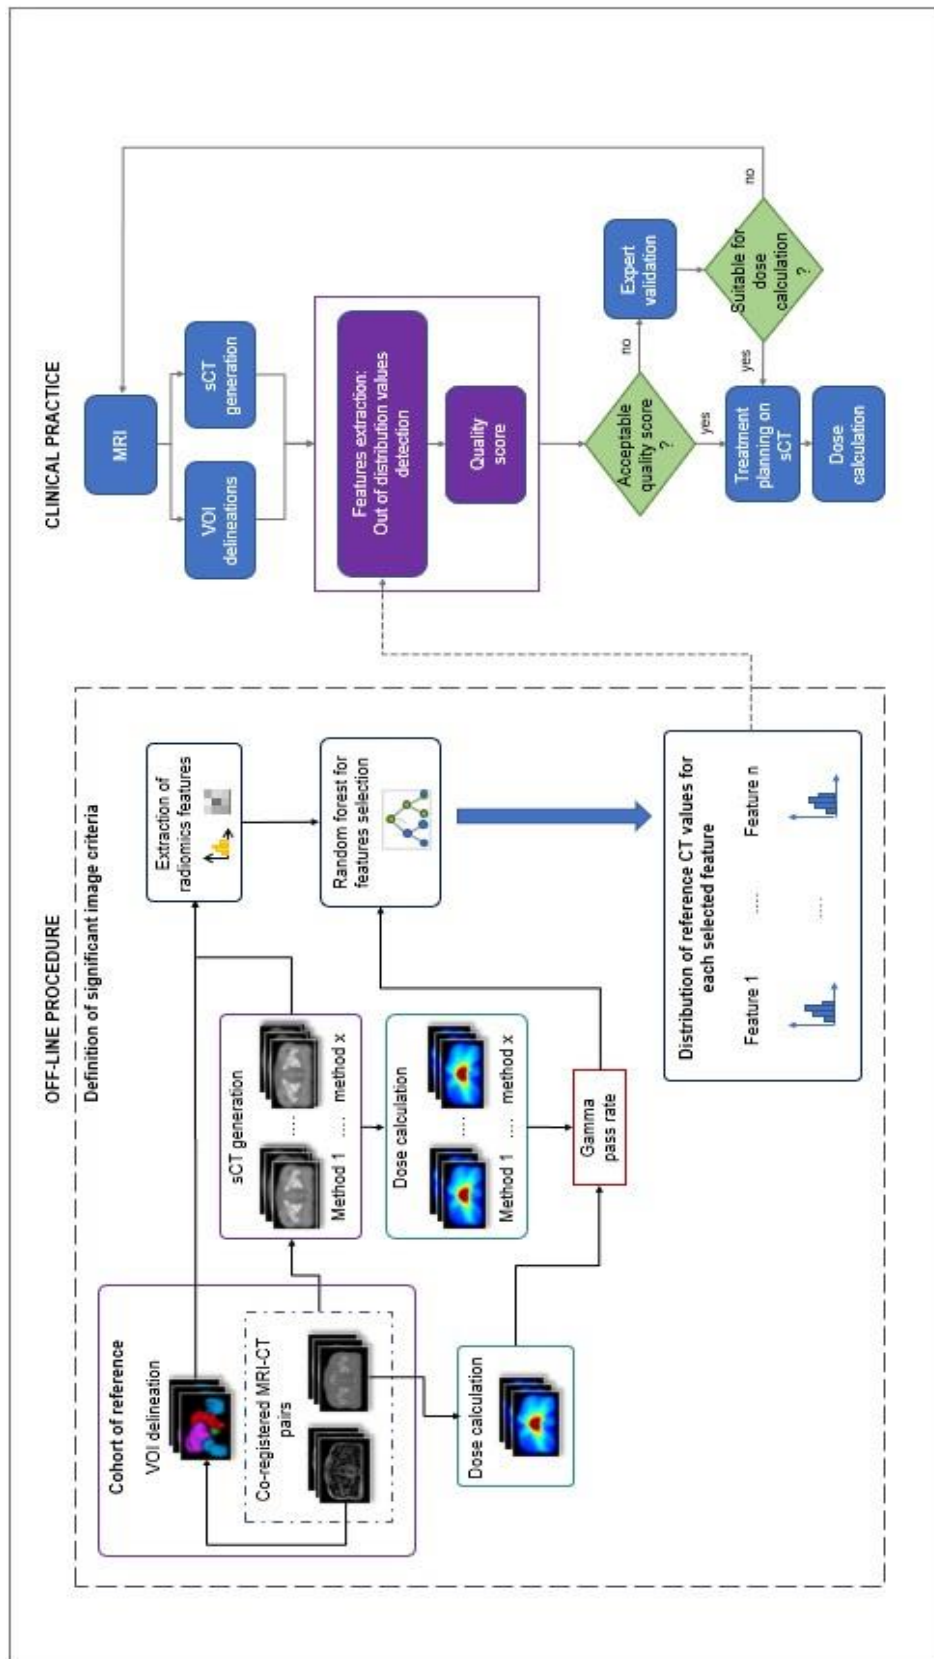 OFF-LINE PROCEDURE
Definition of significant image criteria
Cohort of reference
VOI delineation
Co-registered MRI-CT
pairs
Dose calculation
sCT generation
Method 1 .... method x
....
Dose calculation
Method 1 .... method x
....
Gamma
pass rate
Extraction of
radiomics features
Random forest for
features selection
Distribution of reference CT values for
each selected feature
Feature 1 .... Feature n
....
CLINICAL PRACTICE
MRI
VOI
delineations
sCT
generation
Features extraction:
Out of distribution values
detection
Quality
score
Acceptable
quality score
?
no
yes
Expert
validation
Suitable for
dose
calculation
?
no
yes
Treatment
planning on
sCT
Dose
calculation